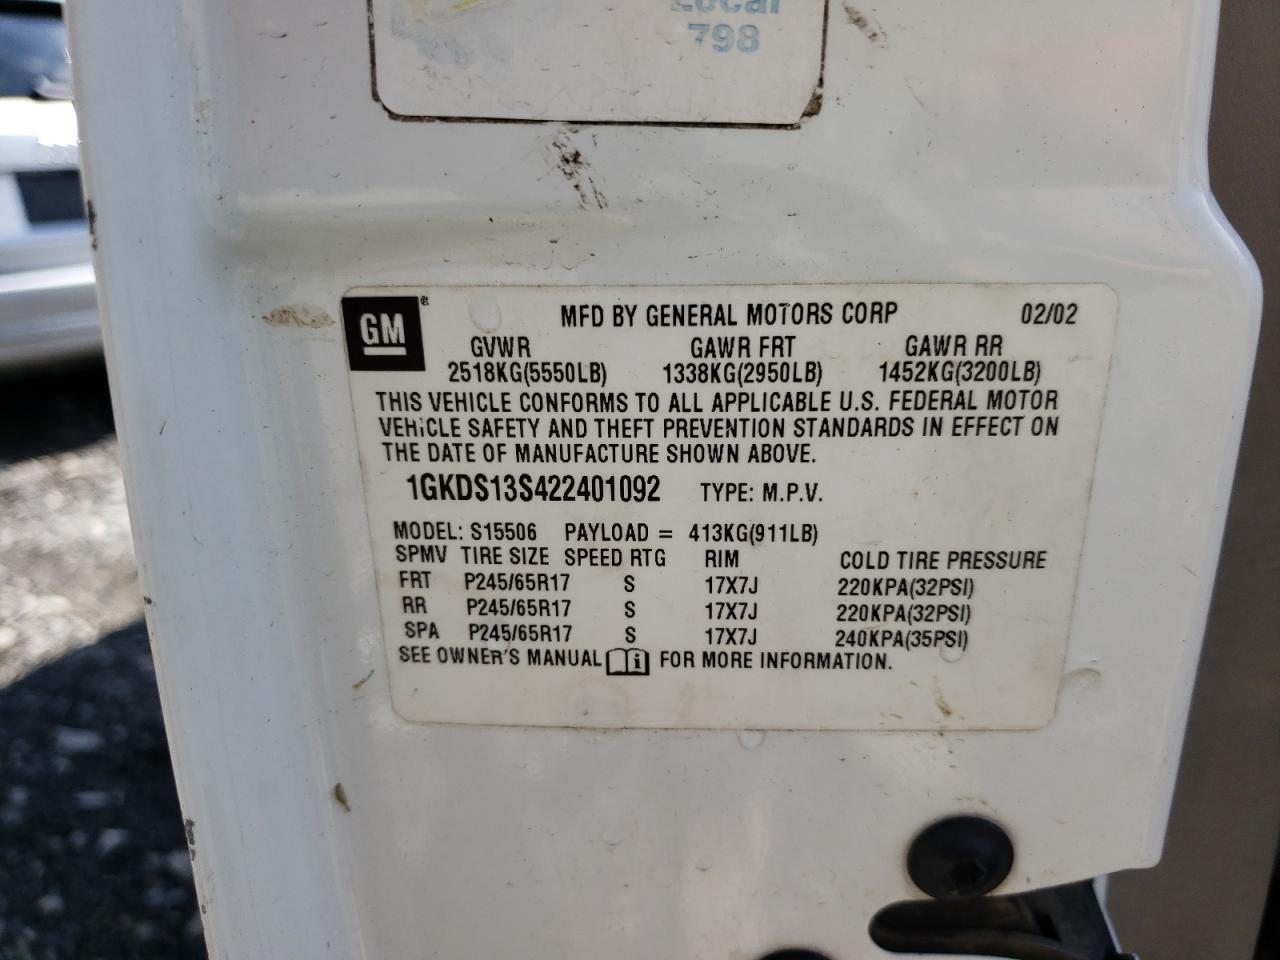 Local
798
GM ®
MFD BY GENERAL MOTORS CORP 02/02
GVWR GAWR FRT GAWR RR
2518KG(5550LB) 1338KG(2950LB) 1452KG(3200LB)
THIS VEHICLE CONFORMS TO ALL APPLICABLE U.S. FEDERAL MOTOR
VEHICLE SAFETY AND THEFT PREVENTION STANDARDS IN EFFECT ON
THE DATE OF MANUFACTURE SHOWN ABOVE.
1GKDS13S422401092 TYPE: M.P.V.
MODEL: S15506 PAYLOAD = 413KG(911LB)
SPMV TIRE SIZE SPEED RTG RIM COLD TIRE PRESSURE
FRT P245/65R17 S 17X7J 220KPA(32PSI)
RR P245/65R17 S 17X7J 220KPA(32PSI)
SPA P245/65R17 S 17X7J 240KPA(35PSI)
SEE OWNER'S MANUAL i FOR MORE INFORMATION.